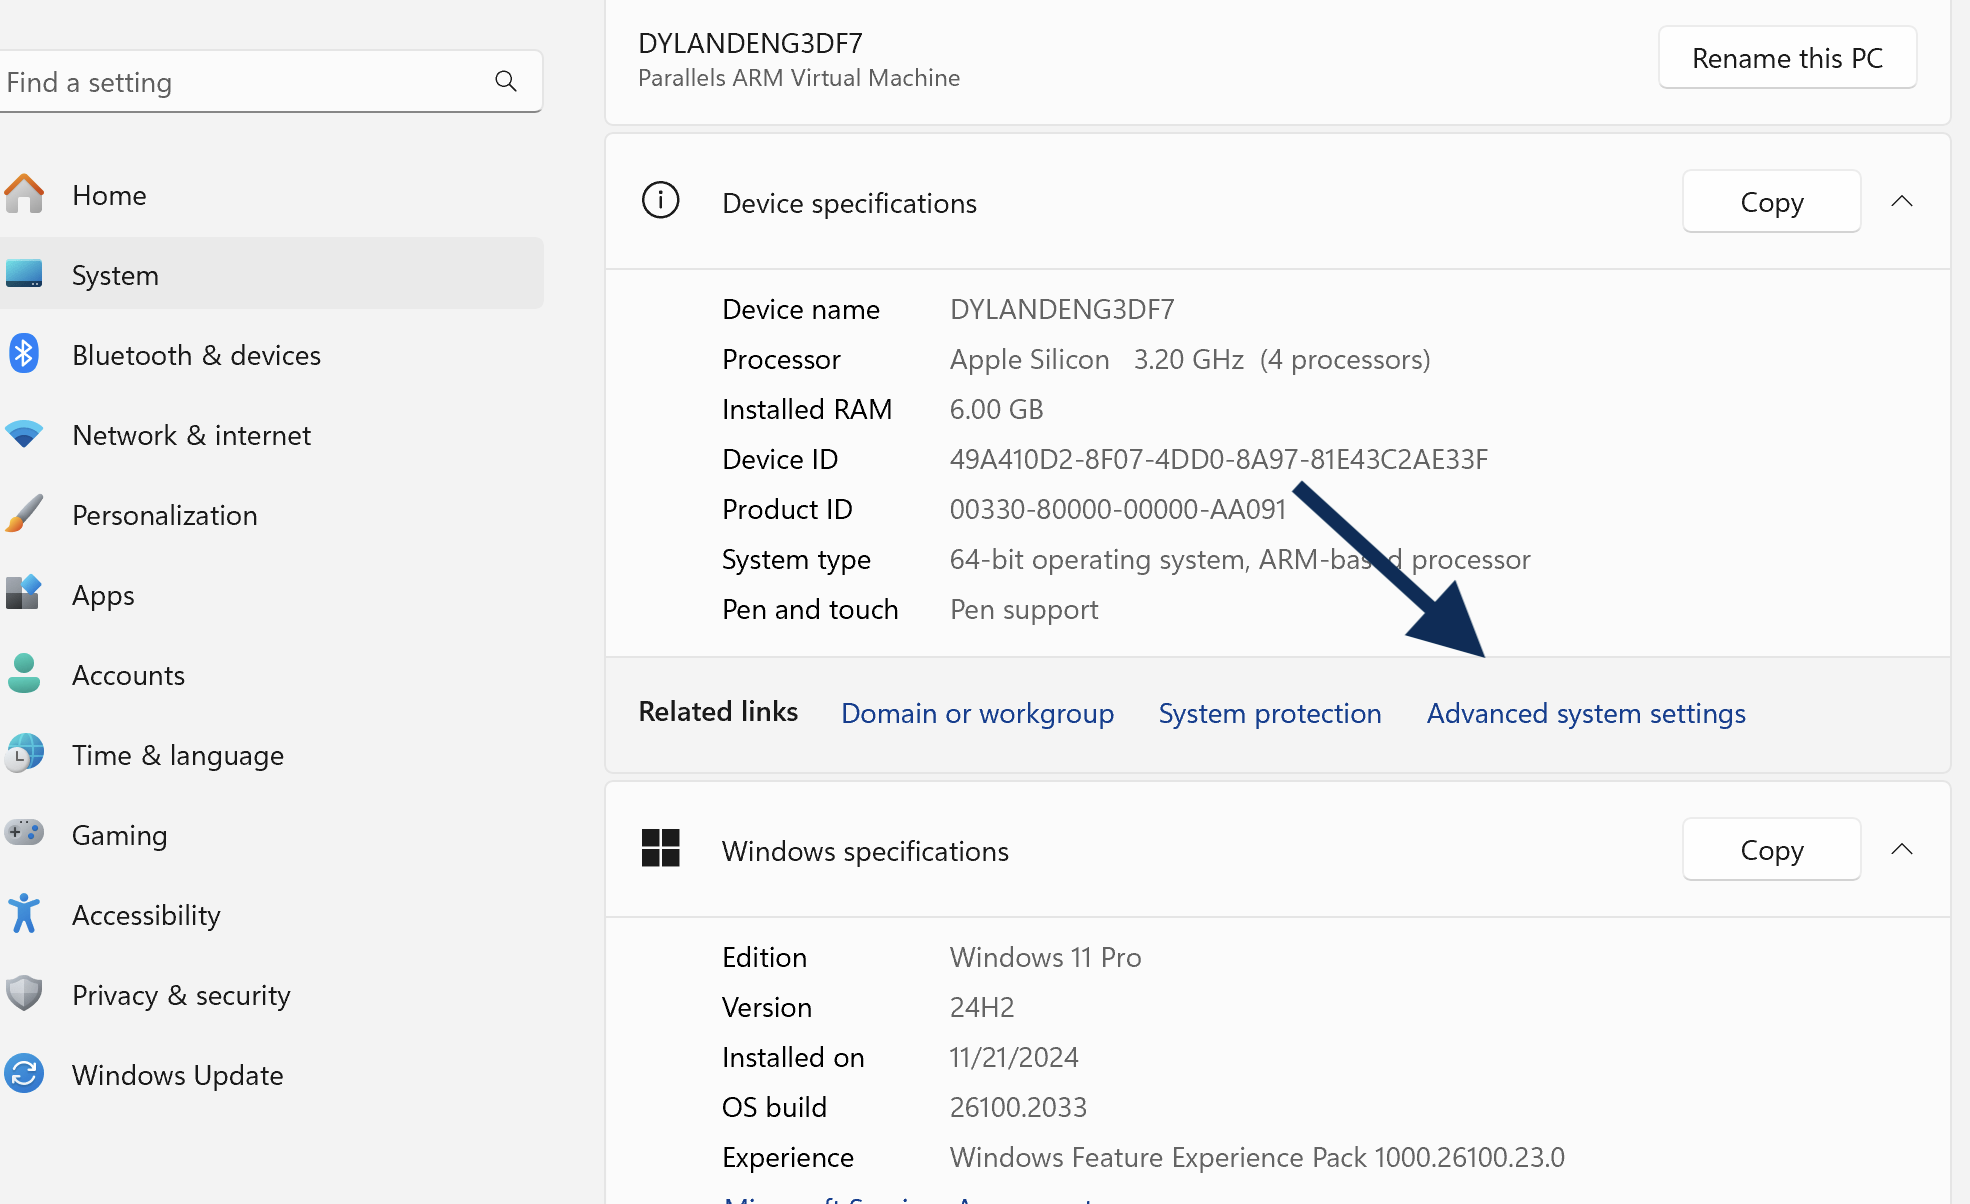 Find a setting
Home
System
Bluetooth & devices
Network & internet
Personalization
Apps
Accounts
Time & language
Gaming
Accessibility
Privacy & security
Windows Update
DYLANDENG3DF7
Parallels ARM Virtual Machine
Rename this PC
Device specifications
Copy
Device name DYLANDENG3DF7
Processor Apple Silicon 3.20 GHz (4 processors)
Installed RAM 6.00 GB
Device ID 49A410D2-8F07-4DD0-8A97-81E43C2AE33F
Product ID 00330-80000-00000-AA091
System type 64-bit operating system, ARM-based processor
Pen and touch Pen support
Related links Domain or workgroup System protection Advanced system settings
Windows specifications
Copy
Edition Windows 11 Pro
Version 24H2
Installed on 11/21/2024
OS build 26100.2033
Experience Windows Feature Experience Pack 1000.26100.23.0